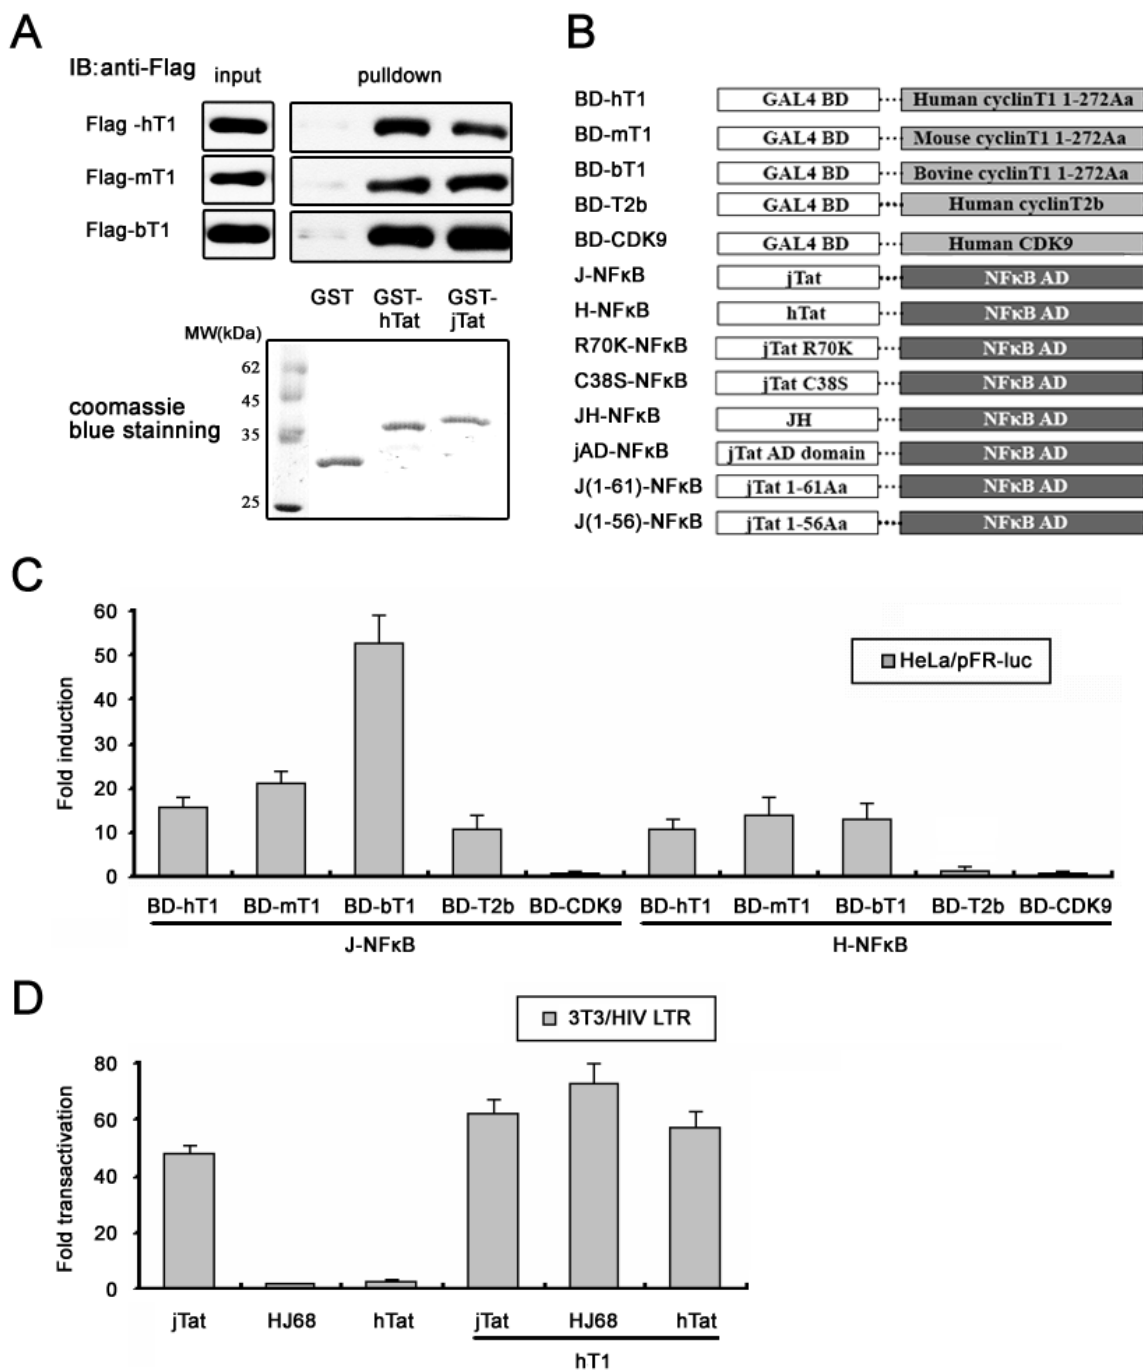 A
IB:anti-Flag
input
pulldown
Flag -hT1
Flag-mT1
Flag-bT1
GST
GST-hTat
GST-jTat
MW(kDa)
62
45
35
25
coomassie
blue stainning
B
BD-hT1 GAL4 BD Human cyclinT1 1-272Aa
BD-mT1 GAL4 BD Mouse cyclinT1 1-272Aa
BD-bT1 GAL4 BD Bovine cyclinT1 1-272Aa
BD-T2b GAL4 BD Human cyclinT2b
BD-CDK9 GAL4 BD Human CDK9
J-NFκB jTat NFκB AD
H-NFκB hTat NFκB AD
R70K-NFκB jTat R70K NFκB AD
C38S-NFκB jTat C38S NFκB AD
JH-NFκB JH NFκB AD
jAD-NFκB jTat AD domain NFκB AD
J(1-61)-NFκB jTat 1-61Aa NFκB AD
J(1-56)-NFκB jTat 1-56Aa NFκB AD
C
Fold induction
60
50
40
30
20
10
0
HeLa/pFR-luc
BD-hT1 BD-mT1 BD-bT1 BD-T2b BD-CDK9 BD-hT1 BD-mT1 BD-bT1 BD-T2b BD-CDK9
J-NFκB H-NFκB
D
3T3/HIV LTR
Fold transactivation
80
60
40
20
0
jTat HJ68 hTat jTat HJ68 hTat
hT1